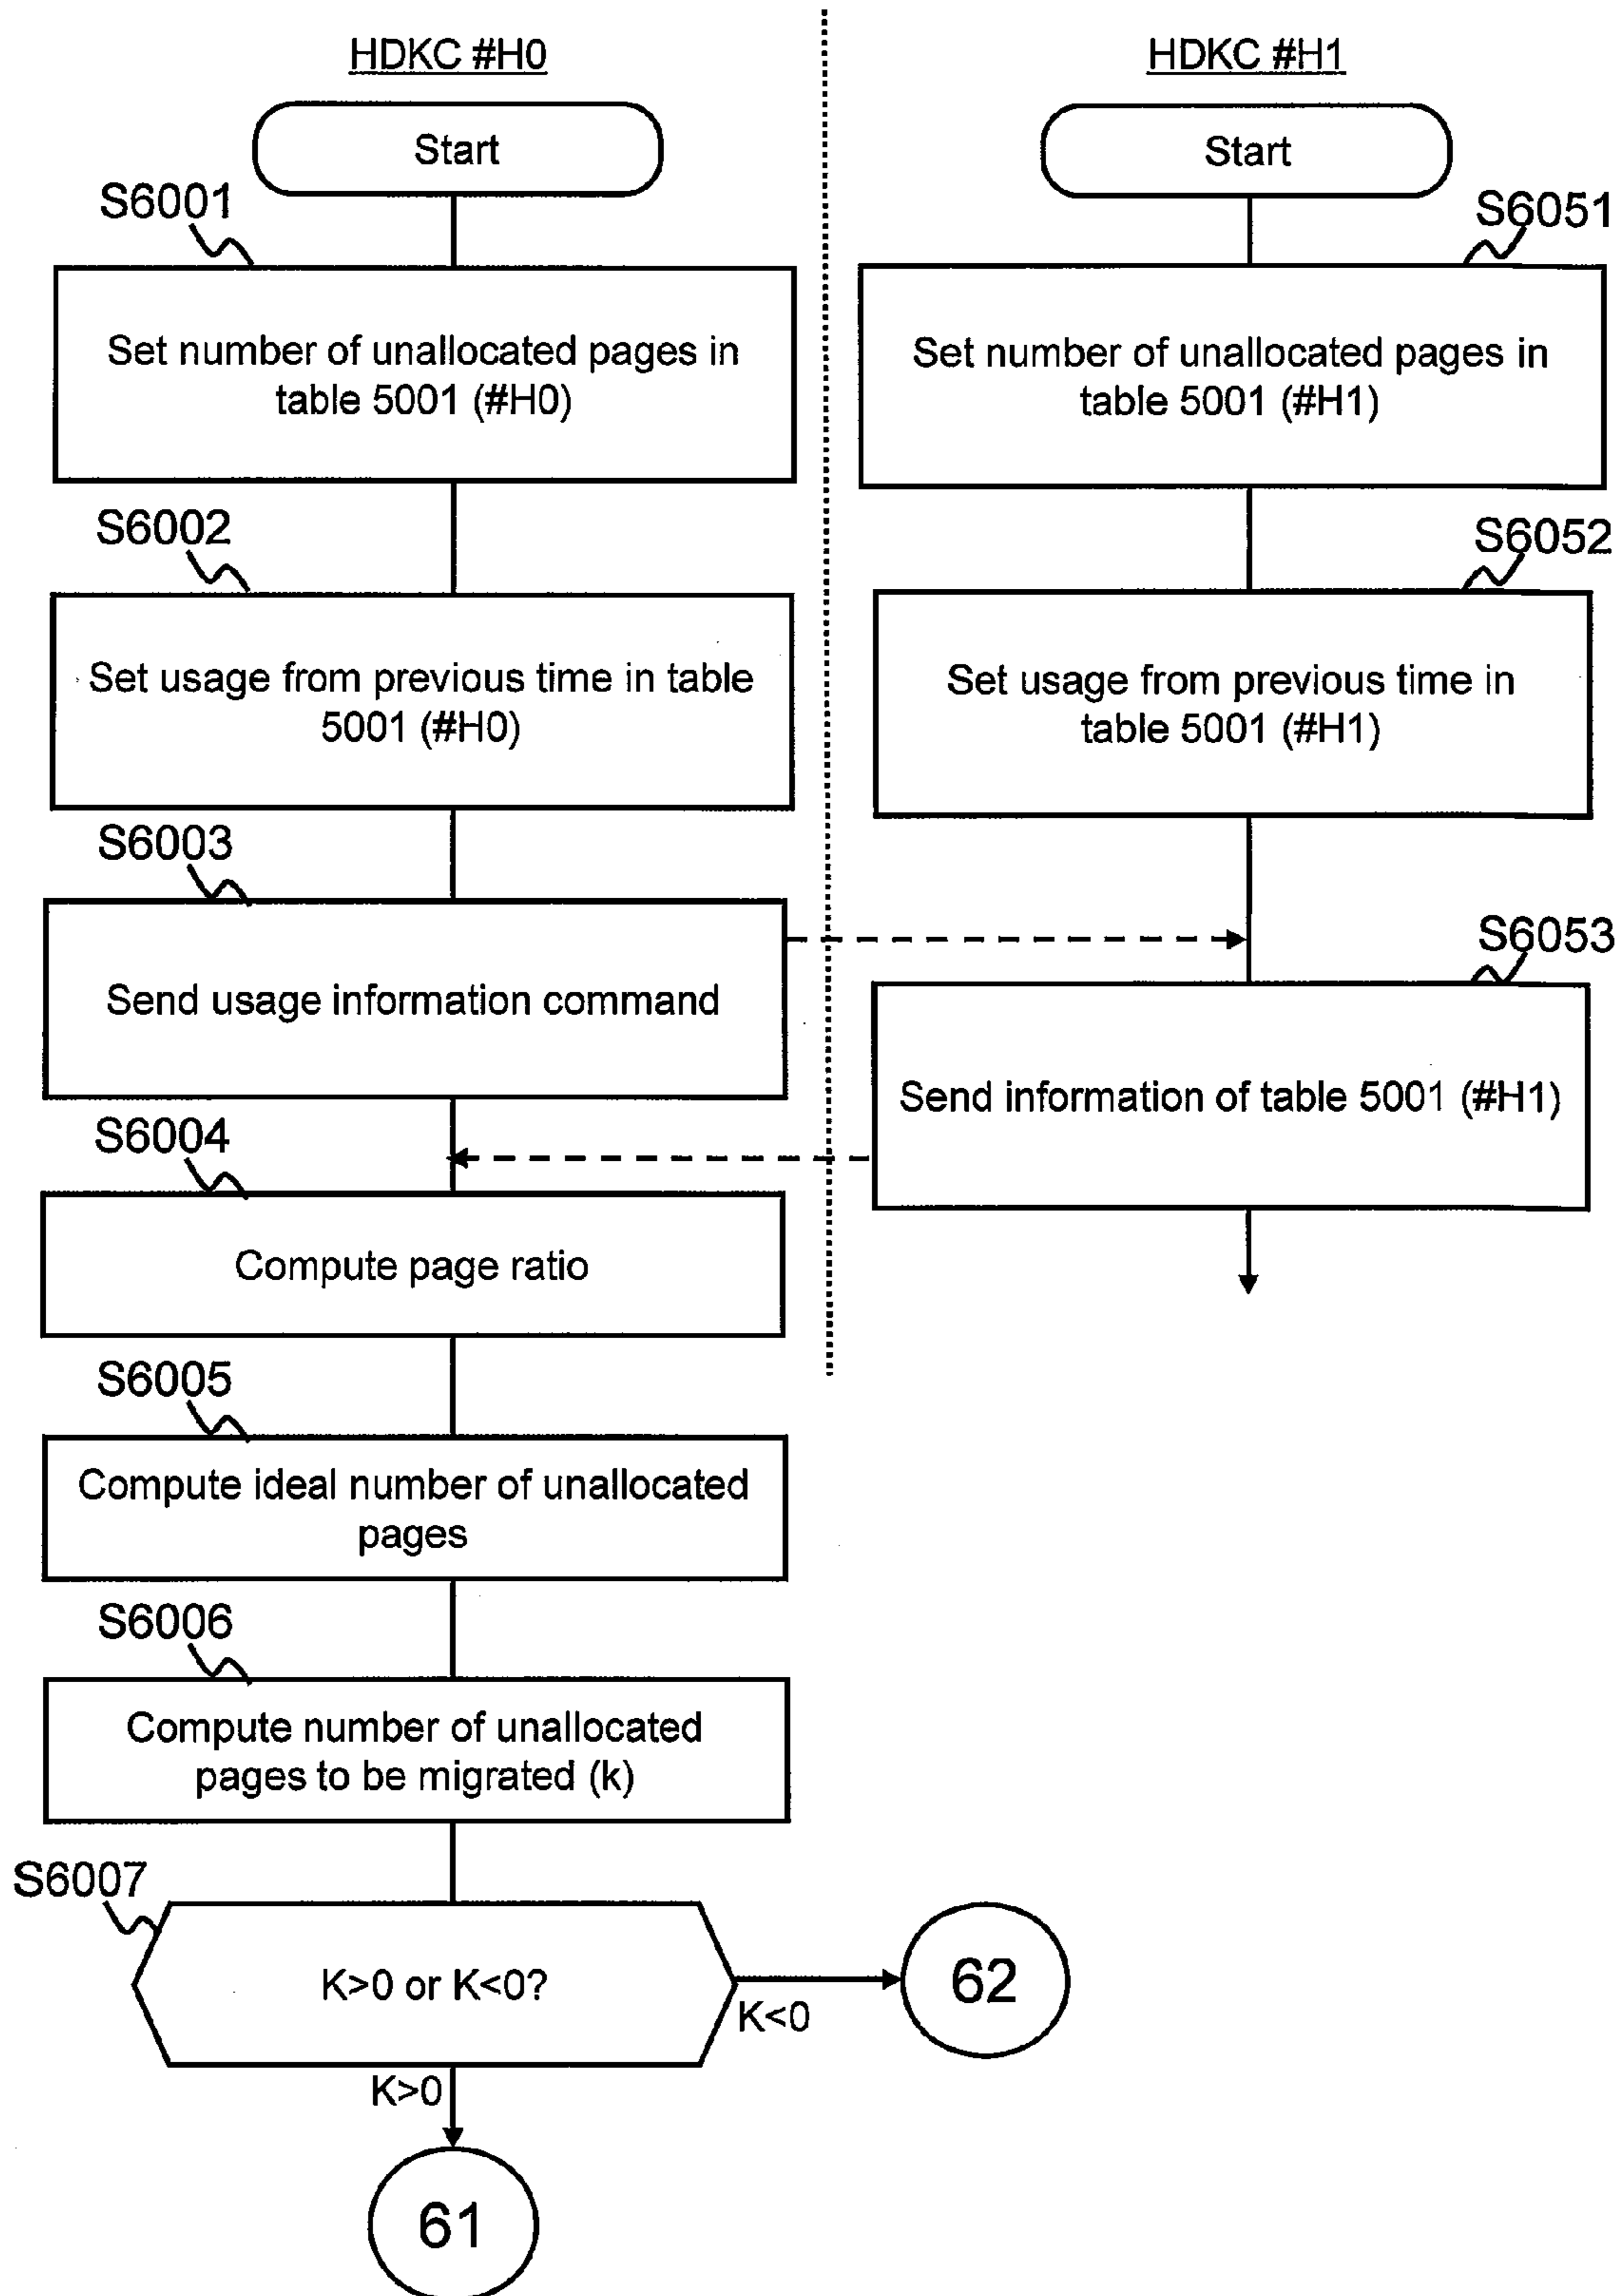 HDKC #H0
HDKC #H1
Start
Start
S6001
S6051
Set number of unallocated pages in
table 5001 (#H0)
Set number of unallocated pages in
table 5001 (#H1)
S6002
S6052
Set usage from previous time in table
5001 (#H0)
Set usage from previous time in
table 5001 (#H1)
S6003
S6053
Send usage information command
Send information of table 5001 (#H1)
S6004
Compute page ratio
S6005
Compute ideal number of unallocated
pages
S6006
Compute number of unallocated
pages to be migrated (k)
S6007
K>0 or K<0?
62
K<0
K>0
61